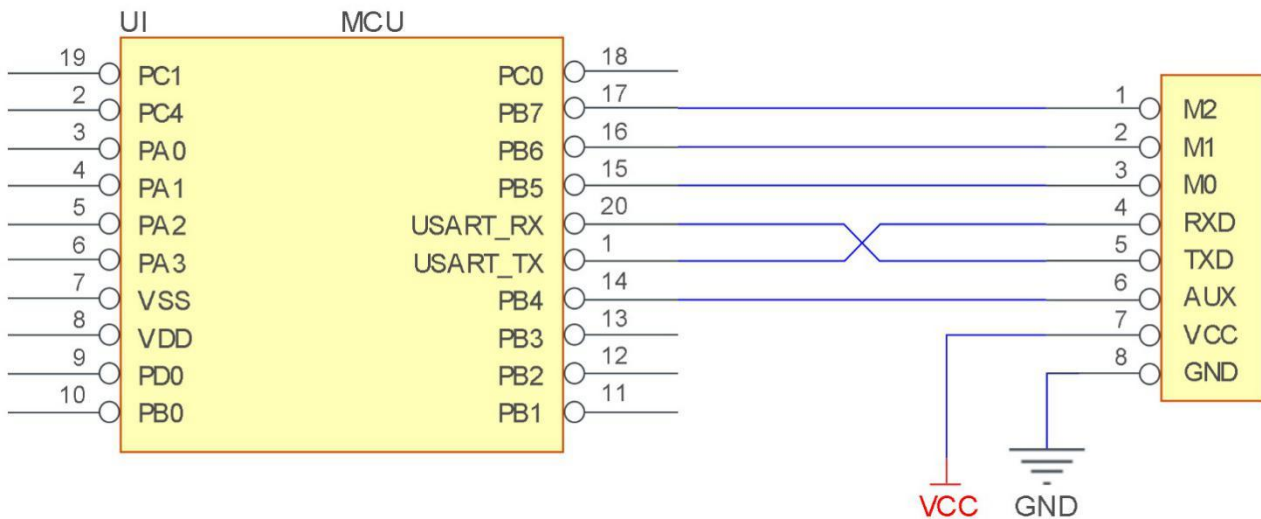 UI MCU
19 PC1 PC0 18
2 PC4 PB7 17 1 M2
3 PA0 PB6 16 2 M1
4 PA1 PB5 15 3 M0
5 PA2 USART_RX 20 4 RXD
6 PA3 USART_TX 1 5 TXD
7 VSS PB4 14 6 AUX
8 VDD PB3 13 7 VCC
9 PD0 PB2 12 8 GND
10 PB0 PB1 11
VCC GND